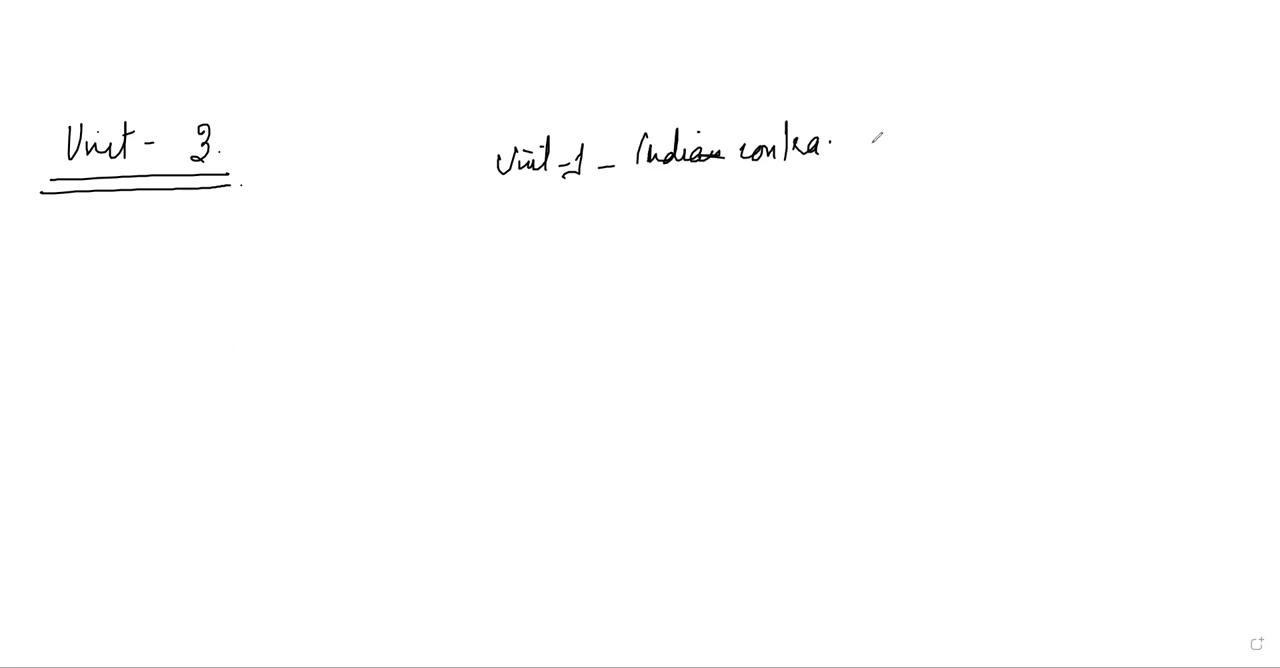 Unit - 3.
Unit - 1 - Indian contra.